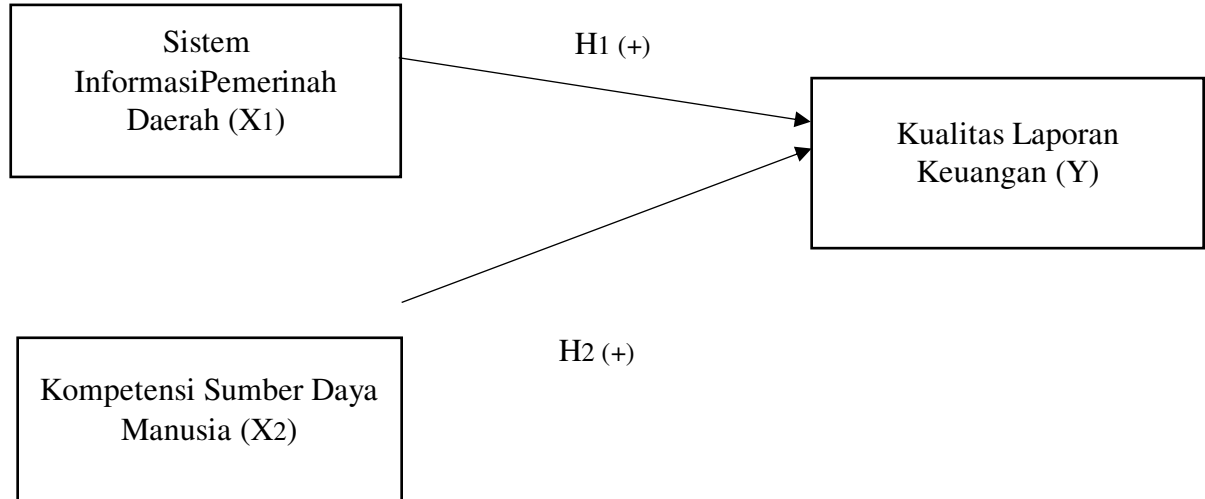 Sistem
InformasiPemerinah
Daerah (X1)
H1 (+)
Kualitas Laporan
Keuangan (Y)
H2 (+)
Kompetensi Sumber Daya
Manusia (X2)